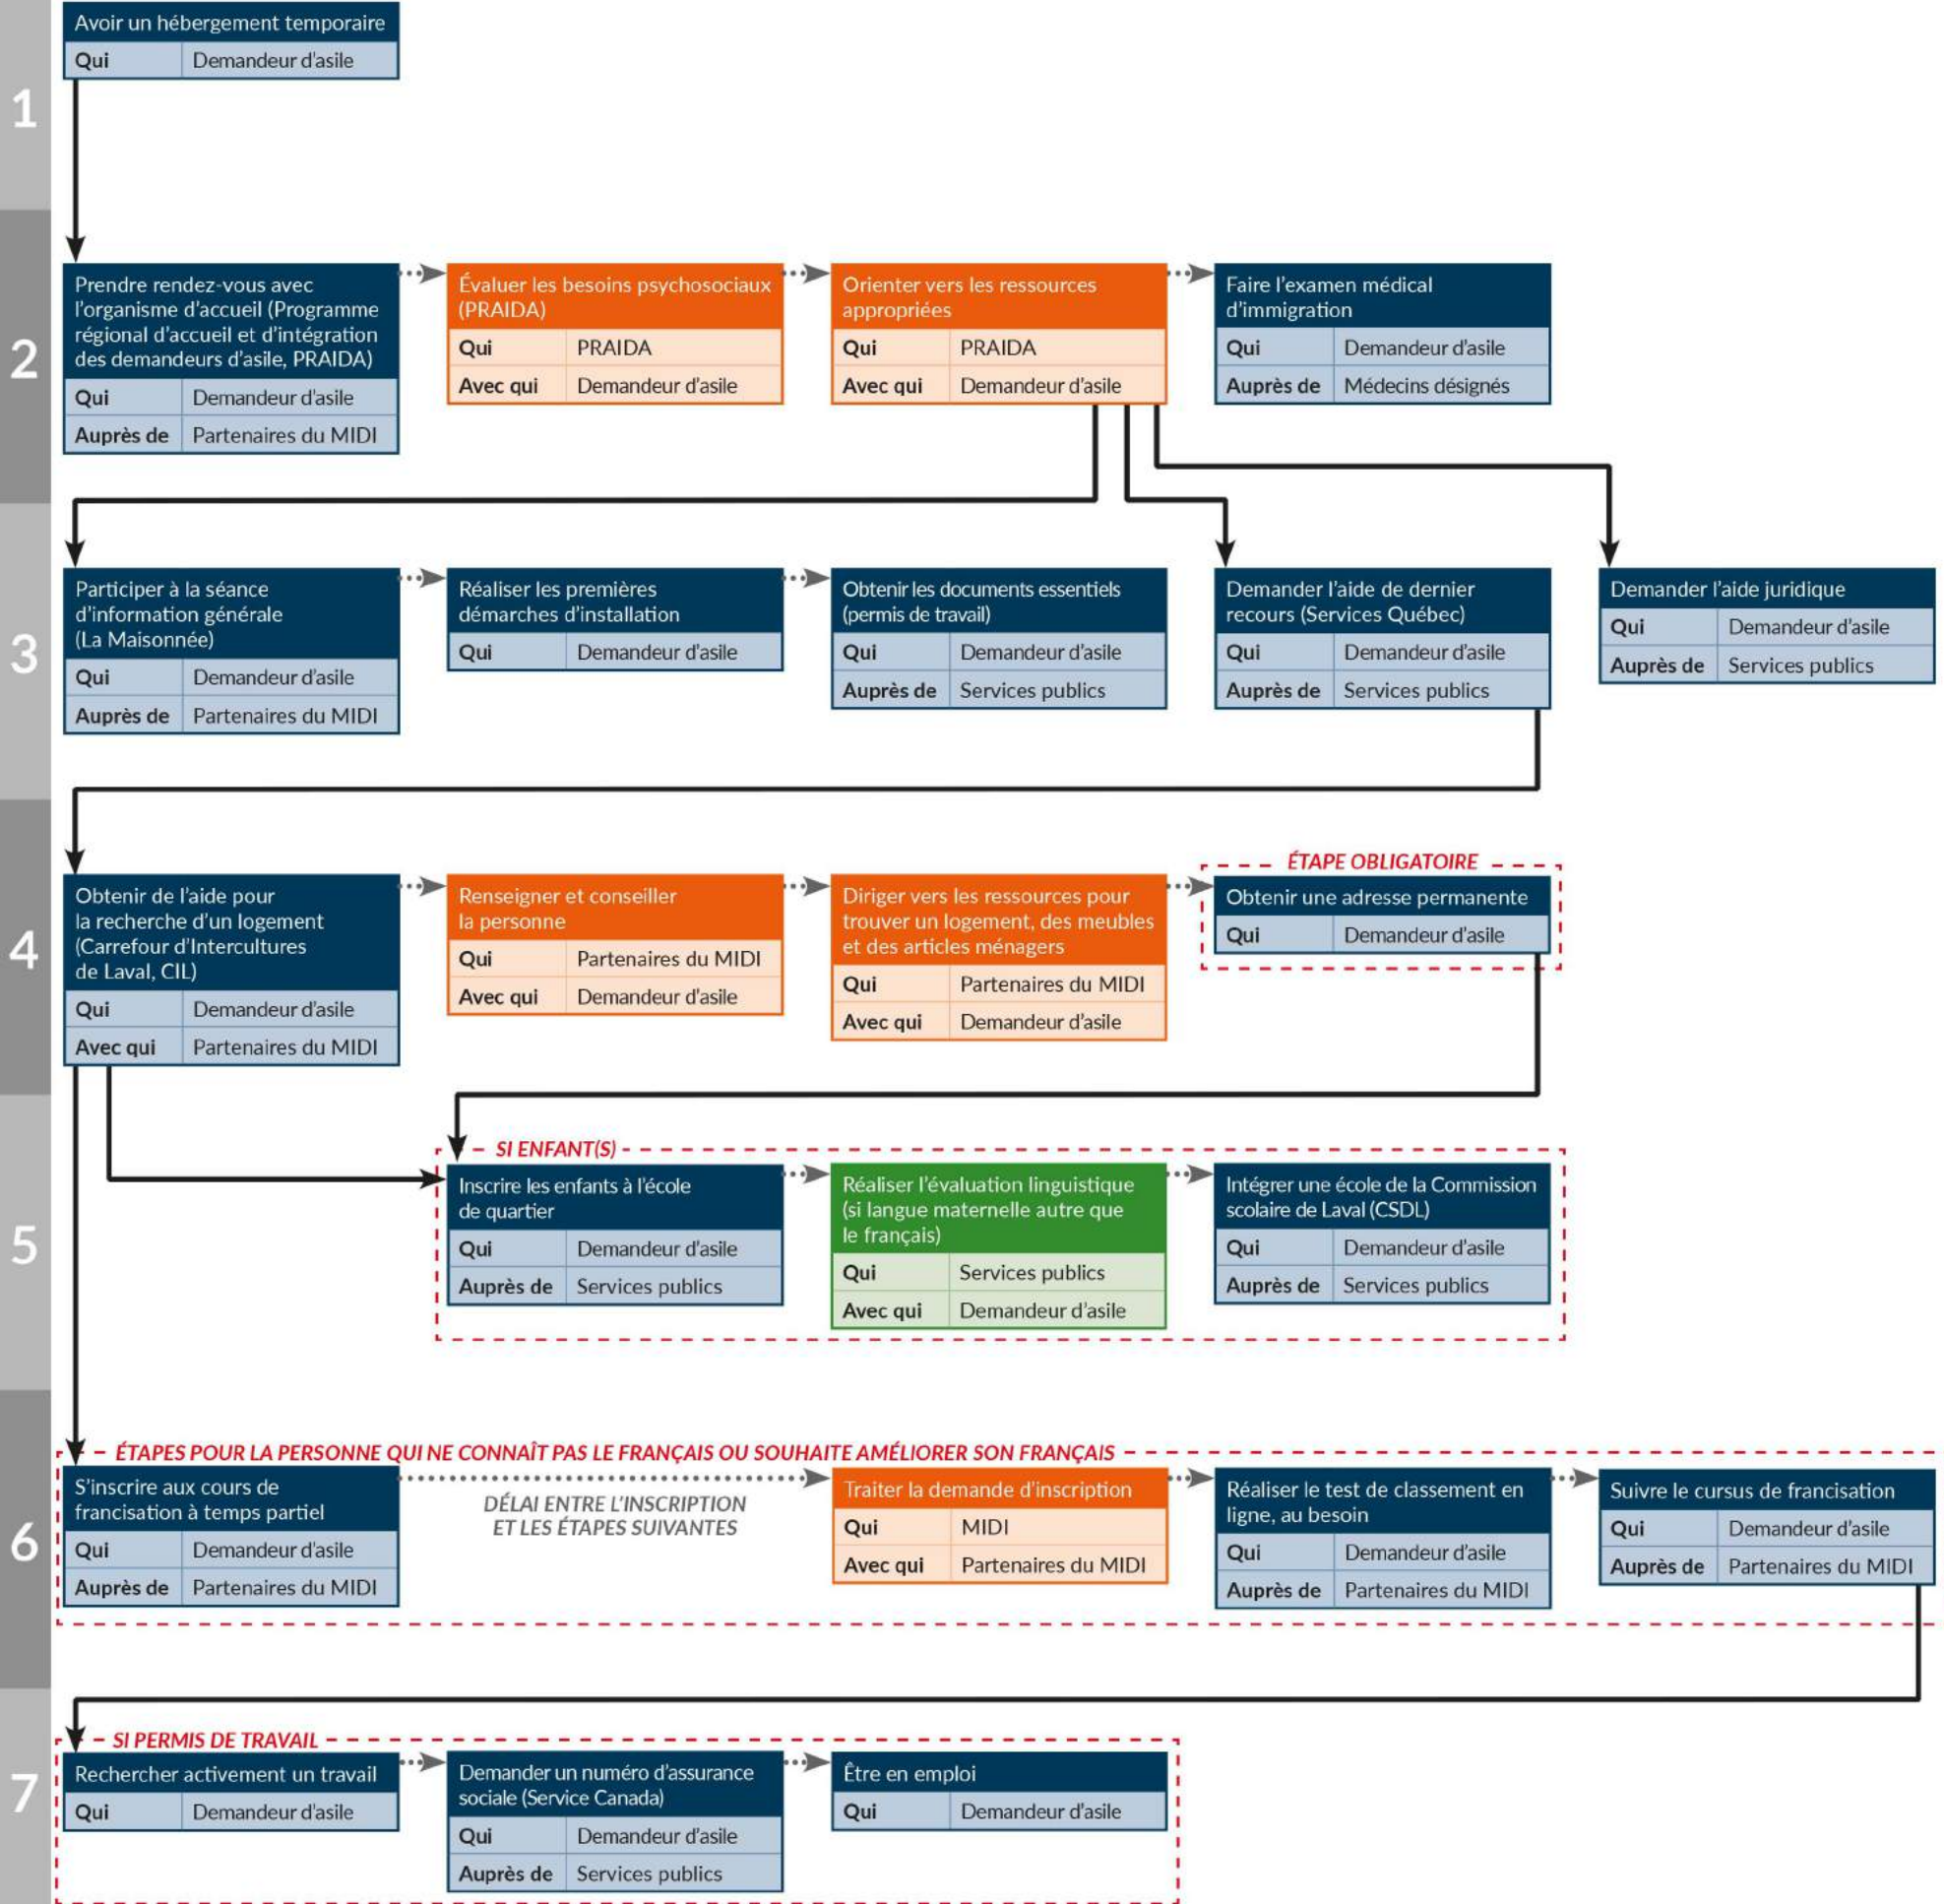 1
Avoir un hébergement temporaire
Qui Demandeur d'asile
2
Prendre rendez-vous avec
l'organisme d'accueil (Programme
régional d'accueil et d'intégration
des demandeurs d'asile, PRAIDA)
Qui Demandeur d'asile
Auprès de Partenaires du MIDI
Évaluer les besoins psychosociaux
(PRAIDA)
Qui PRAIDA
Avec qui Demandeur d'asile
Orienter vers les ressources
appropriées
Qui PRAIDA
Avec qui Demandeur d'asile
Faire l'examen médical
d'immigration
Qui Demandeur d'asile
Auprès de Médecins désignés
3
Participer à la séance
d'information générale
(La Maisonnée)
Qui Demandeur d'asile
Auprès de Partenaires du MIDI
Réaliser les premières
démarches d'installation
Qui Demandeur d'asile
Obtenir les documents essentiels
(permis de travail)
Qui Demandeur d'asile
Auprès de Services publics
Demander l'aide de dernier
recours (Services Québec)
Qui Demandeur d'asile
Auprès de Services publics
Demander l'aide juridique
Qui Demandeur d'asile
Auprès de Services publics
4
Obtenir de l'aide pour
la recherche d'un logement
(Carrefour d'Intercultures
de Laval, CIL)
Qui Demandeur d'asile
Avec qui Partenaires du MIDI
Renseigner et conseiller
la personne
Qui Partenaires du MIDI
Avec qui Demandeur d'asile
Diriger vers les ressources pour
trouver un logement, des meubles
et des articles ménagers
Qui Partenaires du MIDI
Avec qui Demandeur d'asile
ÉTAPE OBLIGATOIRE
Obtenir une adresse permanente
Qui Demandeur d'asile
5
SI ENFANT(S)
Inscrire les enfants à l'école
de quartier
Qui Demandeur d'asile
Auprès de Services publics
Réaliser l'évaluation linguistique
(si langue maternelle autre que
le français)
Qui Services publics
Avec qui Demandeur d'asile
Intégrer une école de la Commission
scolaire de Laval (CSDL)
Qui Demandeur d'asile
Auprès de Services publics
6
ÉTAPES POUR LA PERSONNE QUI NE CONNAÎT PAS LE FRANÇAIS OU SOUHAITE AMÉLIORER SON FRANÇAIS
S'inscrire aux cours de
francisation à temps partiel
Qui Demandeur d'asile
Auprès de Partenaires du MIDI
DÉLAI ENTRE L'INSCRIPTION
ET LES ÉTAPES SUIVANTES
Traiter la demande d'inscription
Qui MIDI
Avec qui Partenaires du MIDI
Réaliser le test de classement en
ligne, au besoin
Qui Demandeur d'asile
Auprès de Partenaires du MIDI
Suivre le cursus de francisation
Qui Demandeur d'asile
Auprès de Partenaires du MIDI
7
SI PERMIS DE TRAVAIL
Rechercher activement un travail
Qui Demandeur d'asile
Demander un numéro d'assurance
sociale (Service Canada)
Qui Demandeur d'asile
Auprès de Services publics
Être en emploi
Qui Demandeur d'asile